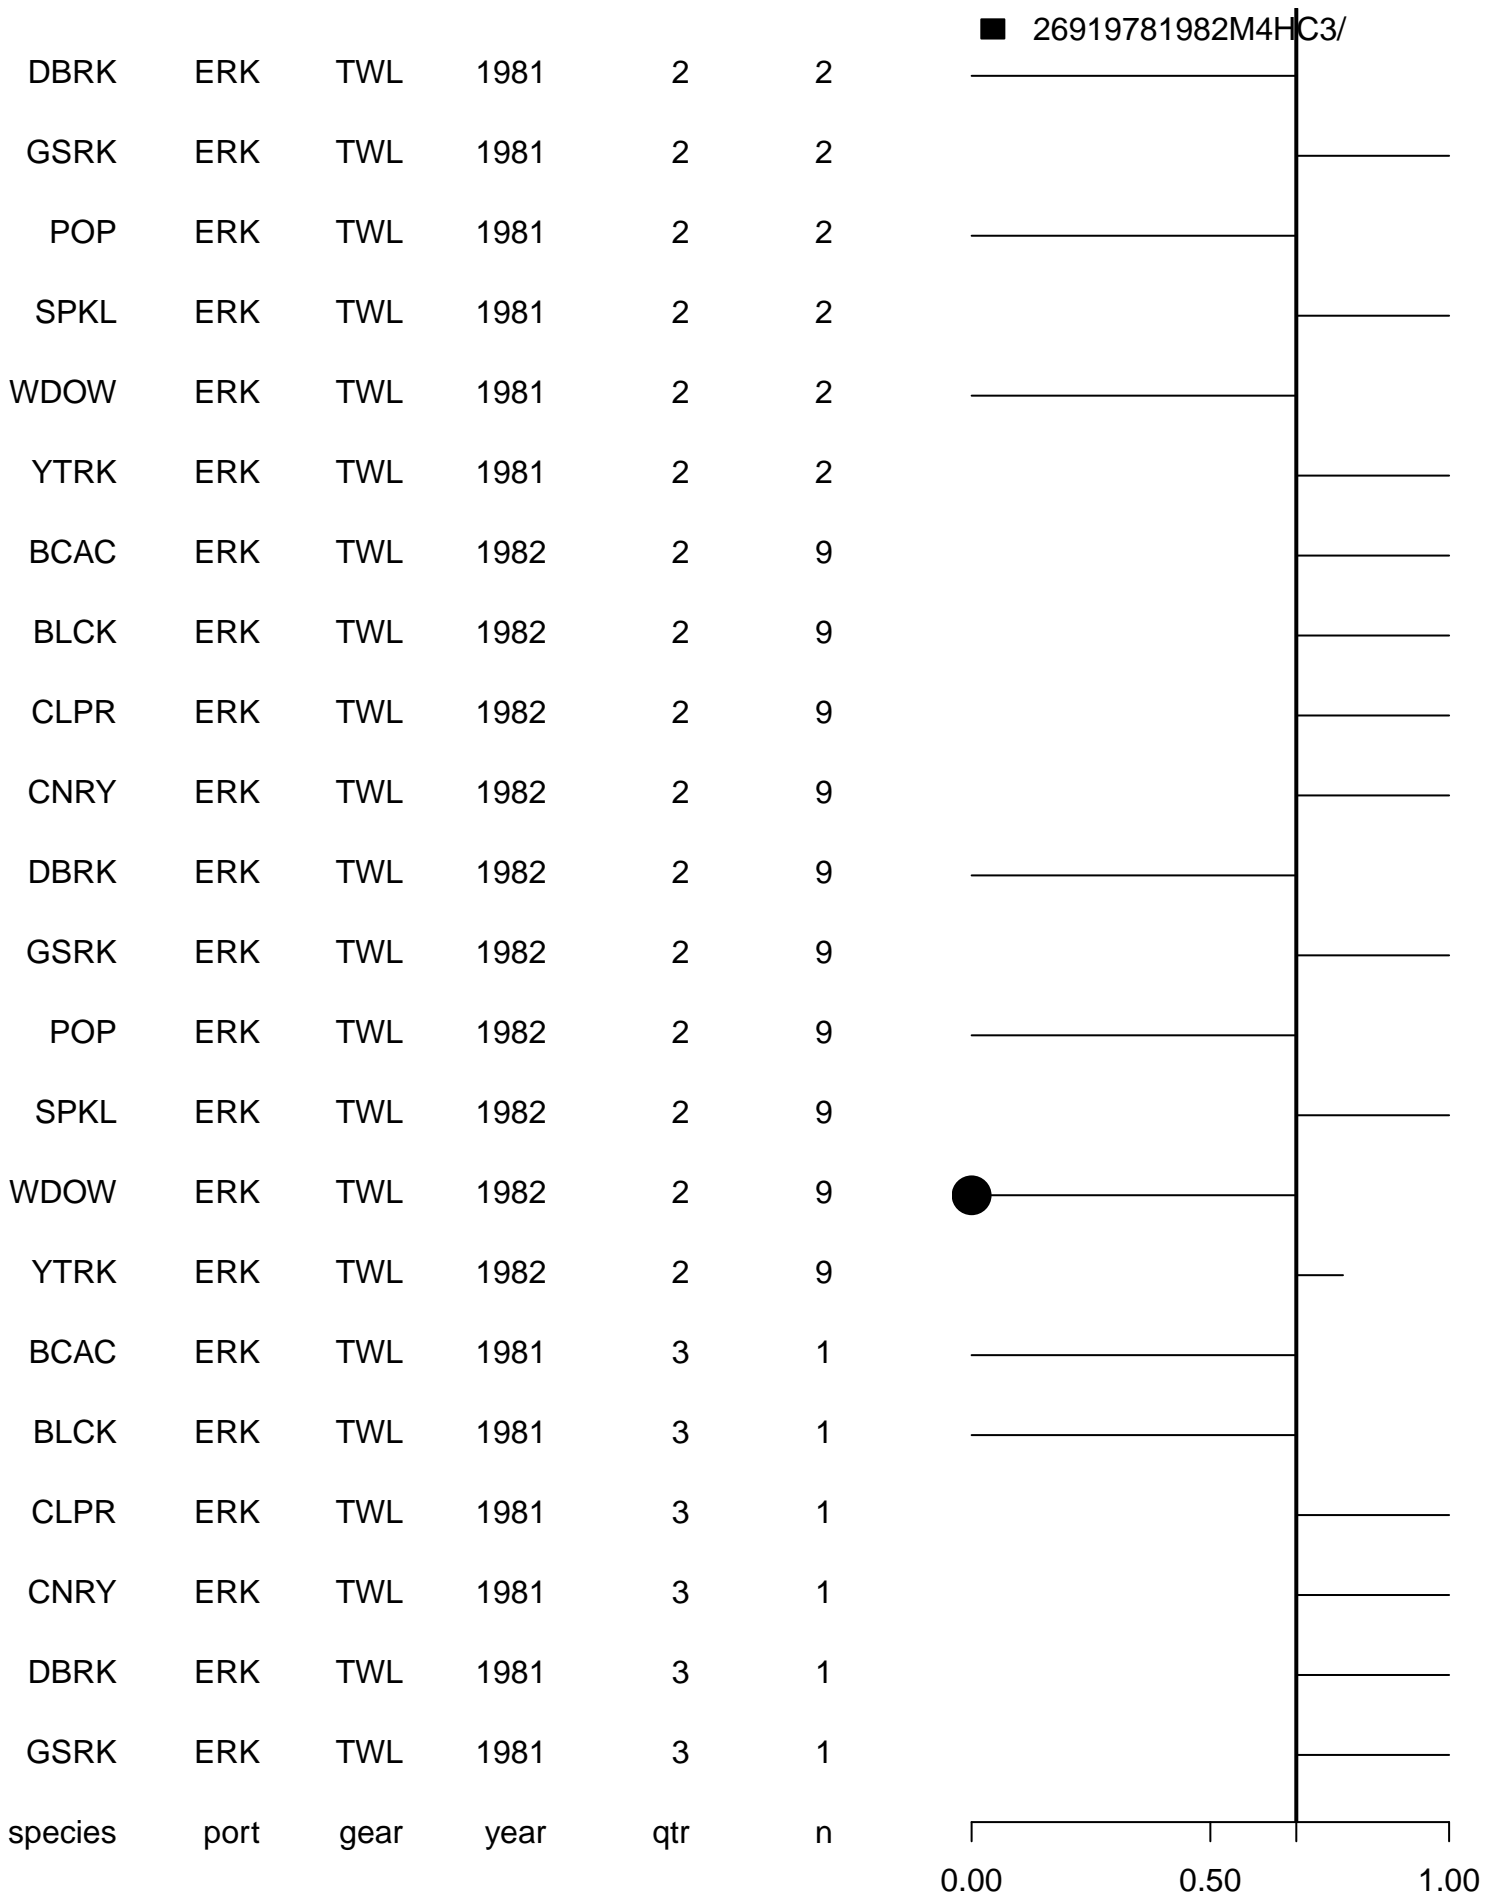 26919781982M4HC3/
DBRK ERK TWL 1981 2 2
GSRK ERK TWL 1981 2 2
POP ERK TWL 1981 2 2
SPKL ERK TWL 1981 2 2
WDOW ERK TWL 1981 2 2
YTRK ERK TWL 1981 2 2
BCAC ERK TWL 1982 2 9
BLCK ERK TWL 1982 2 9
CLPR ERK TWL 1982 2 9
CNRY ERK TWL 1982 2 9
DBRK ERK TWL 1982 2 9
GSRK ERK TWL 1982 2 9
POP ERK TWL 1982 2 9
SPKL ERK TWL 1982 2 9
WDOW ERK TWL 1982 2 9
YTRK ERK TWL 1982 2 9
BCAC ERK TWL 1981 3 1
BLCK ERK TWL 1981 3 1
CLPR ERK TWL 1981 3 1
CNRY ERK TWL 1981 3 1
DBRK ERK TWL 1981 3 1
GSRK ERK TWL 1981 3 1
species port gear year qtr n
0.00 0.50 1.00